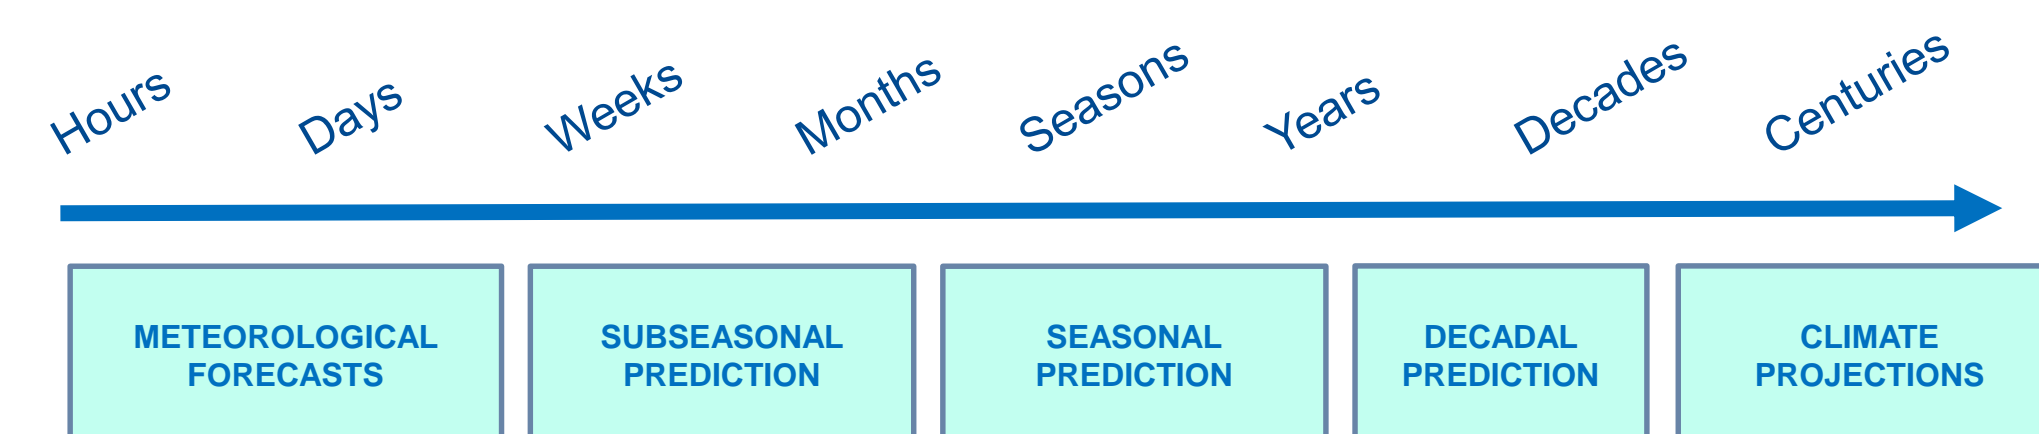 Hours
Days
Weeks
Months
Seasons
Years
Decades
Centuries
METEOROLOGICAL
FORECASTS
SUBSEASONAL
PREDICTION
SEASONAL
PREDICTION
DECADAL
PREDICTION
CLIMATE
PROJECTIONS